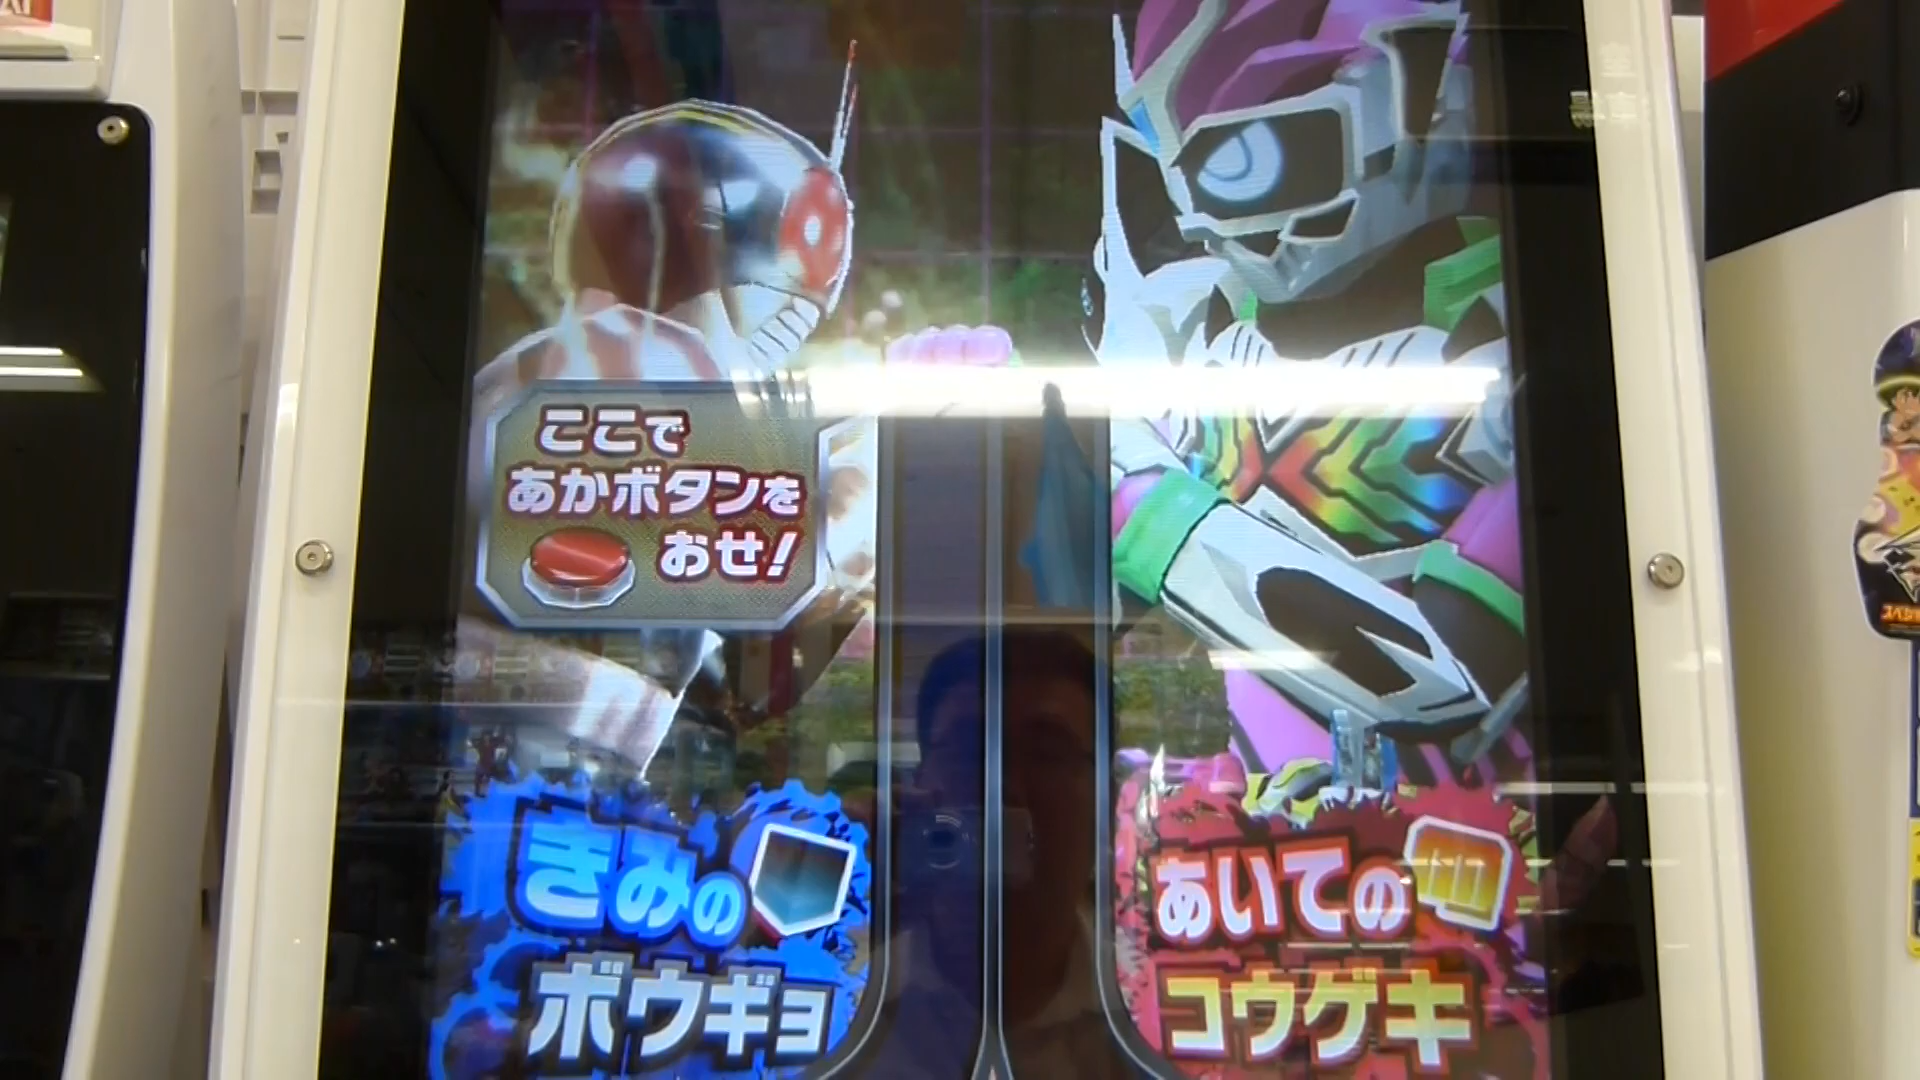 ここで
あかボタンを
おせ!
きみの
ボウギョ
あいての
コウゲキ